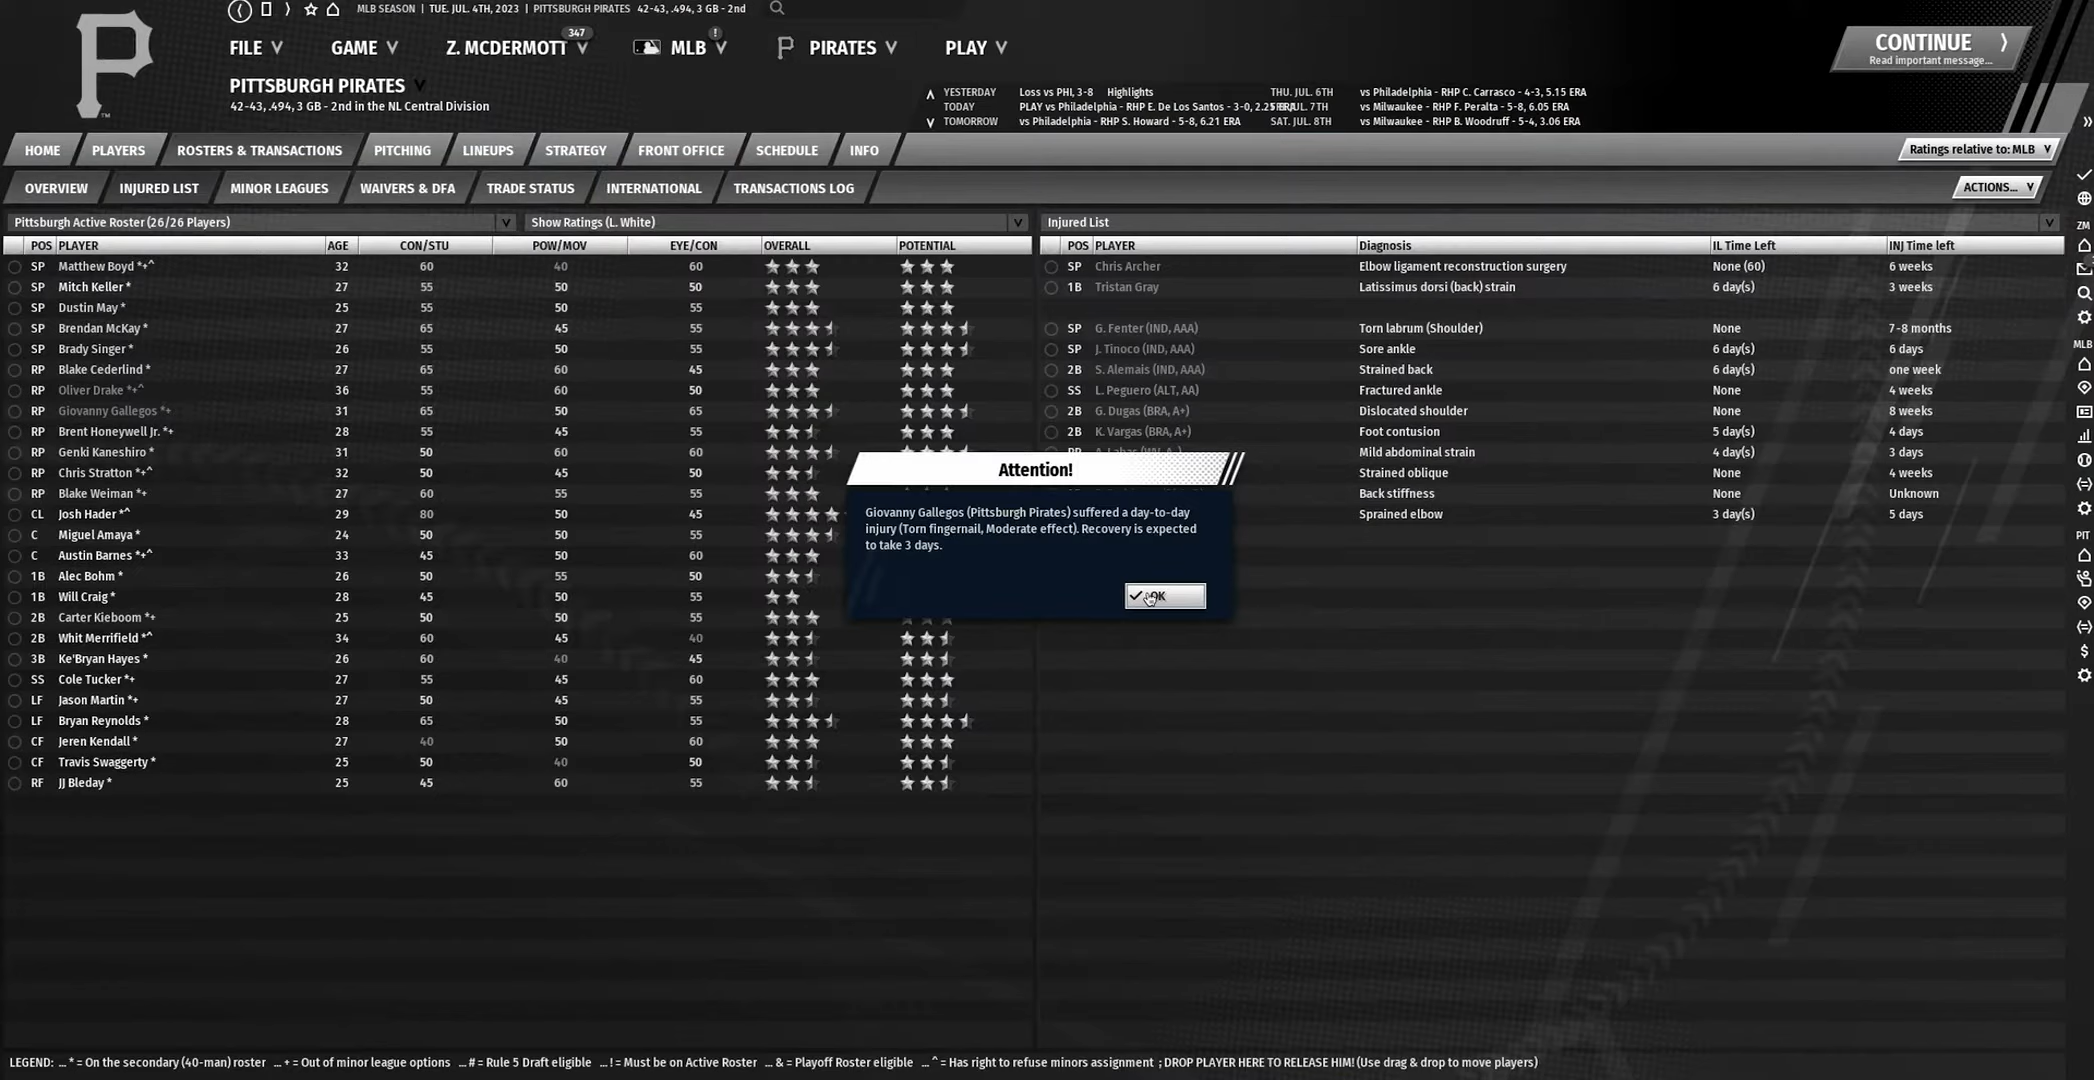 MLB SEASON | TUE. JUL. 4TH, 2023 | PITTSBURGH PIRATES 42-43, .494, 3 GB - 2nd
FILE GAME Z. MCDERMOTT 347 MLB ! PIRATES PLAY
CONTINUE
Read important message...
PITTSBURGH PIRATES
42-43, .494, 3 GB - 2nd in the NL Central Division
YESTERDAY Loss vs PHI, 3-8 Highlights THU. JUL. 6TH vs Philadelphia - RHP C. Carrasco - 4-3, 5.15 ERA
TODAY PLAY vs Philadelphia - RHP E. De Los Santos - 3-0, JUL. 7TH vs Milwaukee - RHP F. Peralta - 5-8, 6.05 ERA
TOMORROW vs Philadelphia - RHP S. Howard - 5-8, 6.21 ERA SAT. JUL. 8TH vs Milwaukee - RHP B. Woodruff - 5-4, 3.06 ERA
HOME PLAYERS ROSTERS & TRANSACTIONS PITCHING LINEUPS STRATEGY FRONT OFFICE SCHEDULE INFO Ratings relative to: MLB
OVERVIEW INJURED LIST MINOR LEAGUES WAIVERS & DFA TRADE STATUS INTERNATIONAL TRANSACTIONS LOG ACTIONS...
Pittsburgh Active Roster (26/26 Players) Show Ratings (L. White) Injured List
POS PLAYER AGE CON/STU POW/MOV EYE/CON OVERALL POTENTIAL POS PLAYER Diagnosis IL Time Left INJ Time left
SP Matthew Boyd *+^ 32 60 40 60 SP Chris Archer Elbow ligament reconstruction surgery None (60) 6 weeks
SP Mitch Keller * 27 55 50 50 1B Tristan Gray Latissimus dorsi (back) strain 6 day(s) 3 weeks
SP Dustin May * 25 55 50 55
SP Brendan McKay * 27 65 45 55 SP G. Fenter (IND, AAA) Torn labrum (Shoulder) None 7-8 months
SP Brady Singer * 26 55 50 55 SP J. Tinoco (IND, AAA) Sore ankle 6 day(s) 6 days
RP Blake Cederlind * 27 65 60 45 2B S. Alemais (IND, AAA) Strained back 6 day(s) one week
RP Oliver Drake *+^ 36 55 60 50 SS L. Peguero (ALT, AA) Fractured ankle None 4 weeks
RP Giovanny Gallegos *+ 31 65 50 65 2B G. Dugas (BRA, A+) Dislocated shoulder None 8 weeks
RP Brent Honeywell Jr. *+ 28 55 45 55 2B K. Vargas (BRA, A+) Foot contusion 5 day(s) 4 days
RP Genki Kaneshiro * 31 50 60 60 Mild abdominal strain 4 day(s) 3 days
RP Chris Stratton *+^ 32 50 45 50 Strained oblique None 4 weeks
RP Blake Weiman *+ 27 60 55 55 Back stiffness None Unknown
CL Josh Hader *^ 29 80 50 45 Sprained elbow 3 day(s) 5 days
C Miguel Amaya * 24 50 50 55
C Austin Barnes *+^ 33 45 50 60
1B Alec Bohm * 26 50 55 50
1B Will Craig * 28 45 50 55
2B Carter Kieboom *+ 25 50 50 55
2B Whit Merrifield *^ 34 60 45 40
3B Ke'Bryan Hayes * 26 60 40 45
SS Cole Tucker *+ 27 55 45 60
LF Jason Martin *+ 27 50 45 55
LF Bryan Reynolds * 28 65 50 55
CF Jeren Kendall * 27 40 50 60
CF Travis Swaggerty * 25 50 40 50
RF JJ Bleday * 25 45 60 55
Attention!
Giovanny Gallegos (Pittsburgh Pirates) suffered a day-to-day
injury (Torn fingernail, Moderate effect). Recovery is expected
to take 3 days.
OK
ZM
MLB
PIT
LEGEND: ... * = On the secondary (40-man) roster ... + = Out of minor league options ... # = Rule 5 Draft eligible ... ! = Must be on Active Roster ... & = Playoff Roster eligible ... ^ = Has right to refuse minors assignment ; DROP PLAYER HERE TO RELEASE HIM! (Use drag & drop to move players)